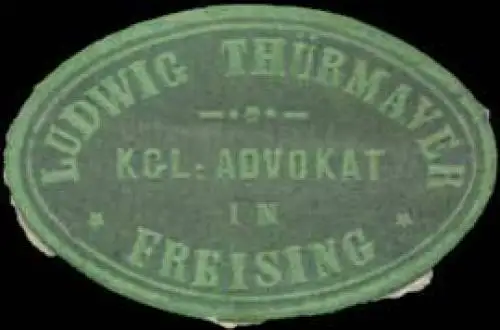 LUDWIG THÜRMAYER
KGL. ADVOKAT
IN
FREISING